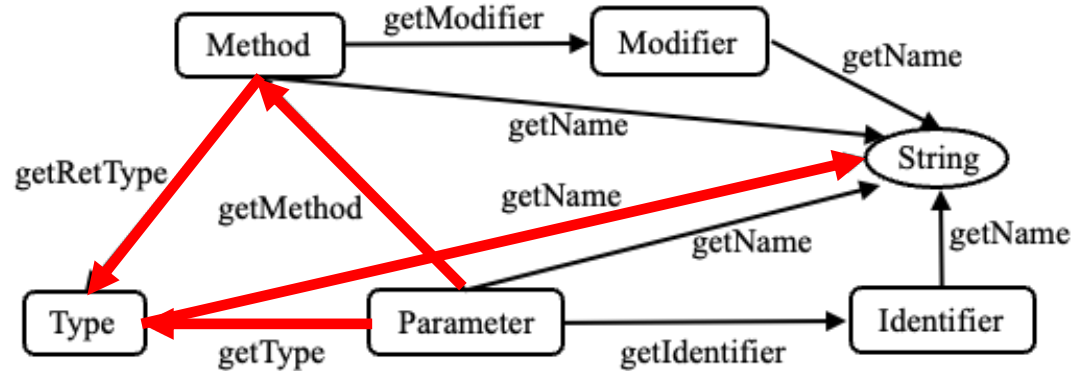 getModifier
Method
Modifier
getName
getName
String
getRetType
getName
getMethod
getName
getName
Type
Parameter
Identifier
getType
getIdentifier